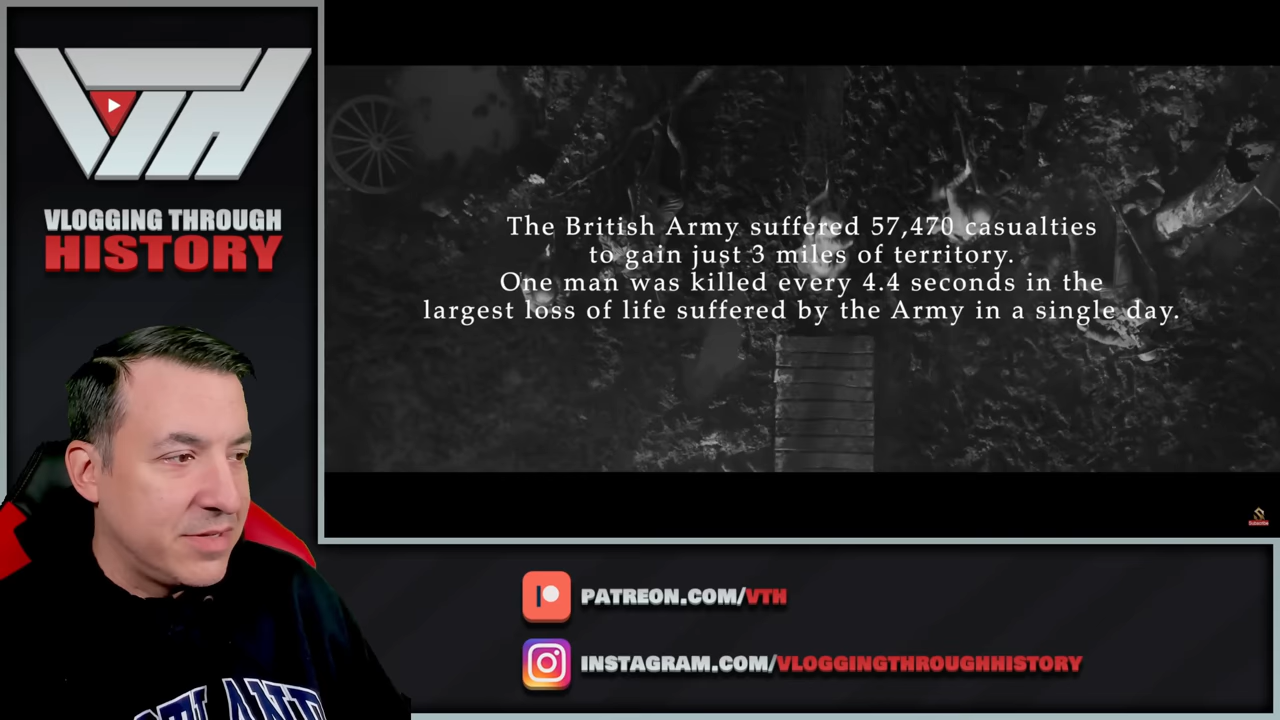 VTH
VLOGGING THROUGH
HISTORY
The British Army suffered 57,470 casualties
to gain just 3 miles of territory.
One man was killed every 4.4 seconds in the
largest loss of life suffered by the Army in a single day.
Subscribe
PATREON.COM/VTH
INSTAGRAM.COM/VLOGGINGTHROUGHHISTORY